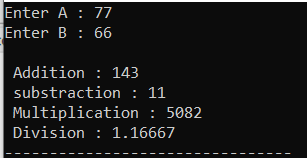 Enter A : 77
Enter B : 66
Addition : 143
substraction : 11
Multiplication : 5082
Division : 1.16667
--------------------------------